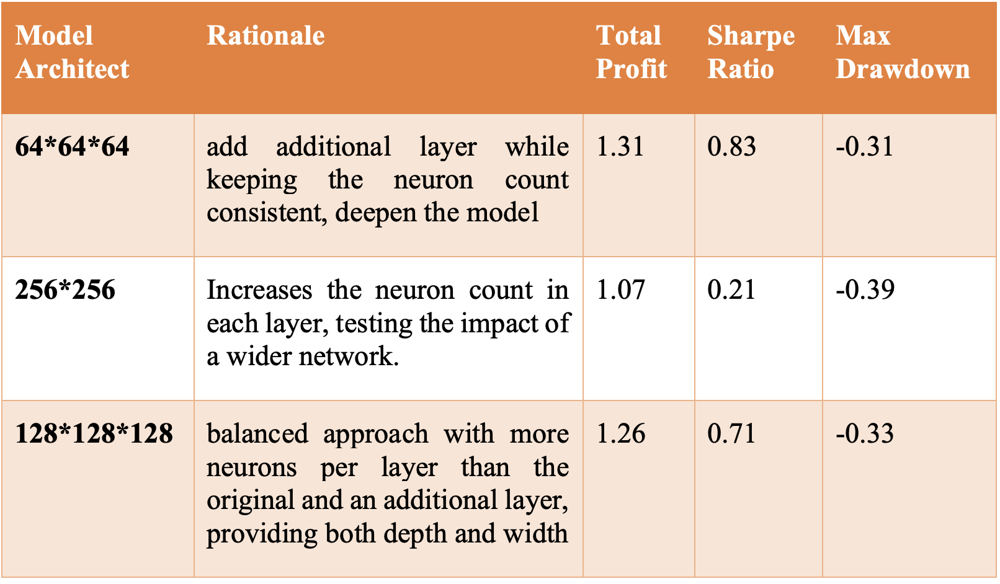 Model Rationale Total Sharpe Max
Architect Profit Ratio Drawdown
64*64*64 add additional layer while 1.31 0.83 -0.31
keeping the neuron count
consistent, deepen the model
256*256 Increases the neuron count in 1.07 0.21 -0.39
each layer, testing the impact of
a wider network.
128*128*128 balanced approach with more 1.26 0.71 -0.33
neurons per layer than the
original and an additional layer,
providing both depth and width